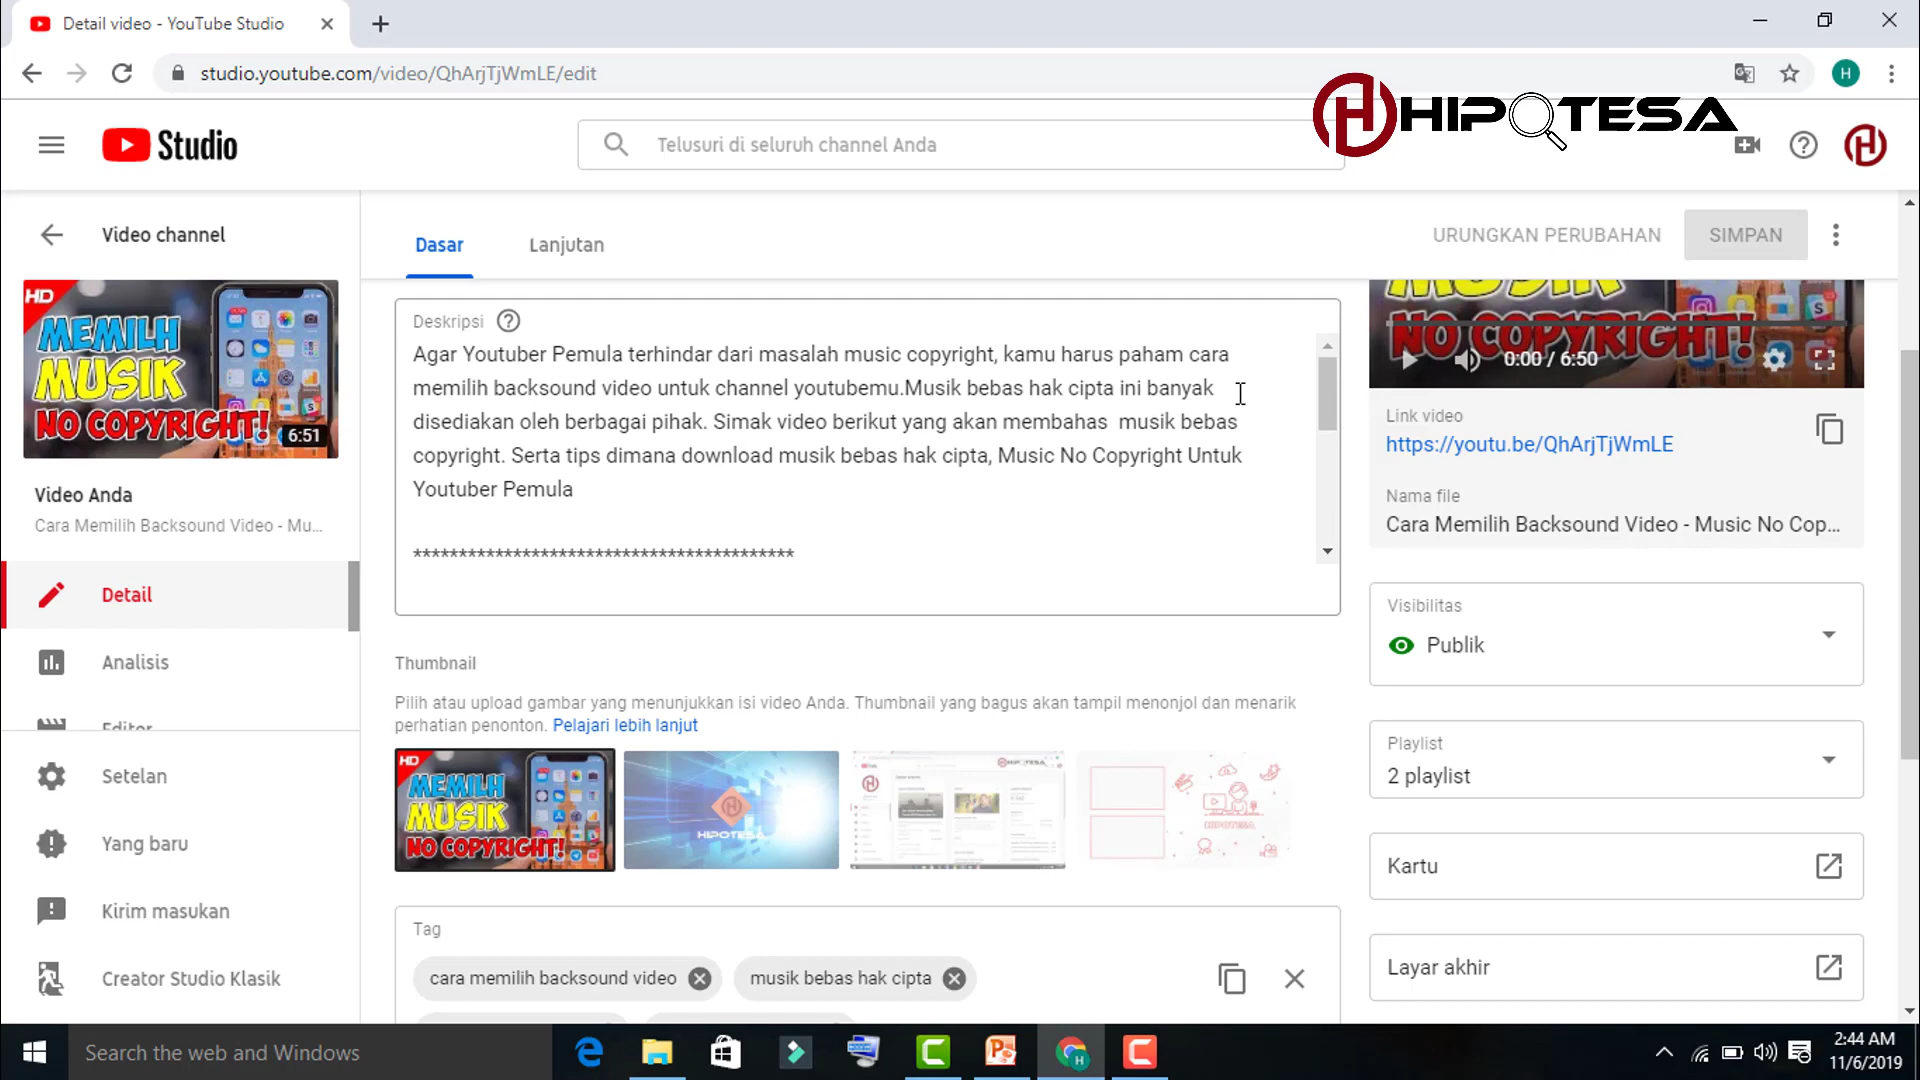 Detail video - YouTube Studio
studio.youtube.com/video/QhArjTjWmLE/edit
H
HIPOTESA
Studio
Telusuri di seluruh channel Anda
Video channel
Dasar
Lanjutan
URUNGKAN PERUBAHAN
SIMPAN
HD
MEMILH
MUSIK
NO COPYRIGHT!
6:51
Video Anda
Cara Memilih Backsound Video - Mu...
Detail
Analisis
Editor
Setelan
Yang baru
Kirim masukan
Creator Studio Klasik
Deskripsi
Agar Youtuber Pemula terhindar dari masalah music copyright, kamu harus paham cara
memilih backsound video untuk channel youtubemu.Musik bebas hak cipta ini banyak
disediakan oleh berbagai pihak. Simak video berikut yang akan membahas  musik bebas
copyright. Serta tips dimana download musik bebas hak cipta, Music No Copyright Untuk
Youtuber Pemula
******************************************
Thumbnail
Pilih atau upload gambar yang menunjukkan isi video Anda. Thumbnail yang bagus akan tampil menonjol dan menarik
perhatian penonton. Pelajari lebih lanjut
HD
MEMILH
MUSIK
NO COPYRIGHT!
HIPOTESA
HIPOTESA
HIPOTESA
Tag
cara memilih backsound video
musik bebas hak cipta
MUSIK
NO COPYRIGHT!
0:00 / 6:50
Link video
https://youtu.be/QhArjTjWmLE
Nama file
Cara Memilih Backsound Video - Music No Cop...
Visibilitas
Publik
Playlist
2 playlist
Kartu
Layar akhir
Search the web and Windows
2:44 AM
11/6/2019